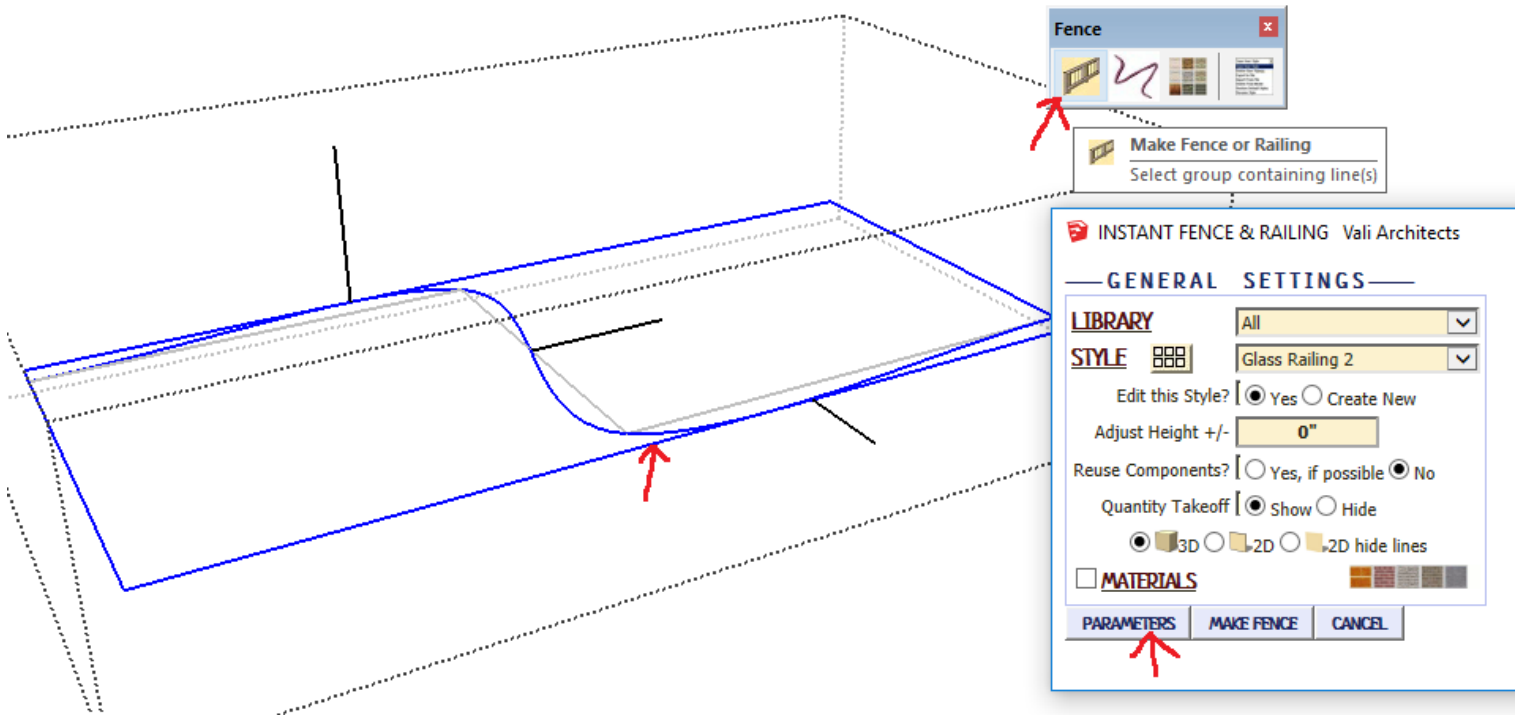 Fence
Make Fence or Railing
Select group containing line(s)
INSTANT FENCE & RAILING Vali Architects
GENERAL SETTINGS
LIBRARY All
STYLE Glass Railing 2
Edit this Style? Yes Create New
Adjust Height +/- 0"
Reuse Components? Yes, if possible No
Quantity Takeoff Show Hide
3D 2D 2D hide lines
MATERIALS
PARAMETERS MAKE FENCE CANCEL